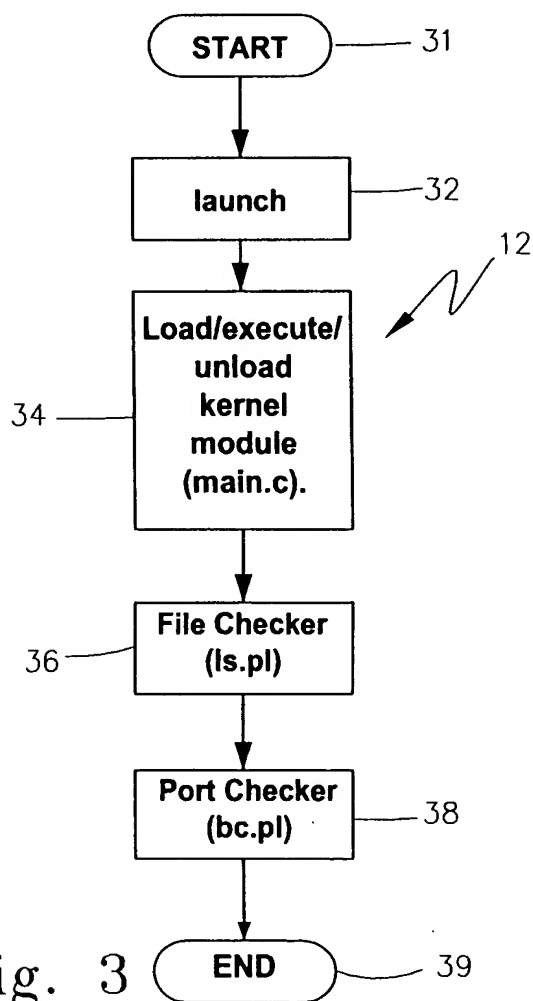 START
31
launch
32
12
Load/execute/
unload
kernel
module
(main.c).
34
File Checker
(ls.pl)
36
Port Checker
(bc.pl)
38
END
39
ig. 3